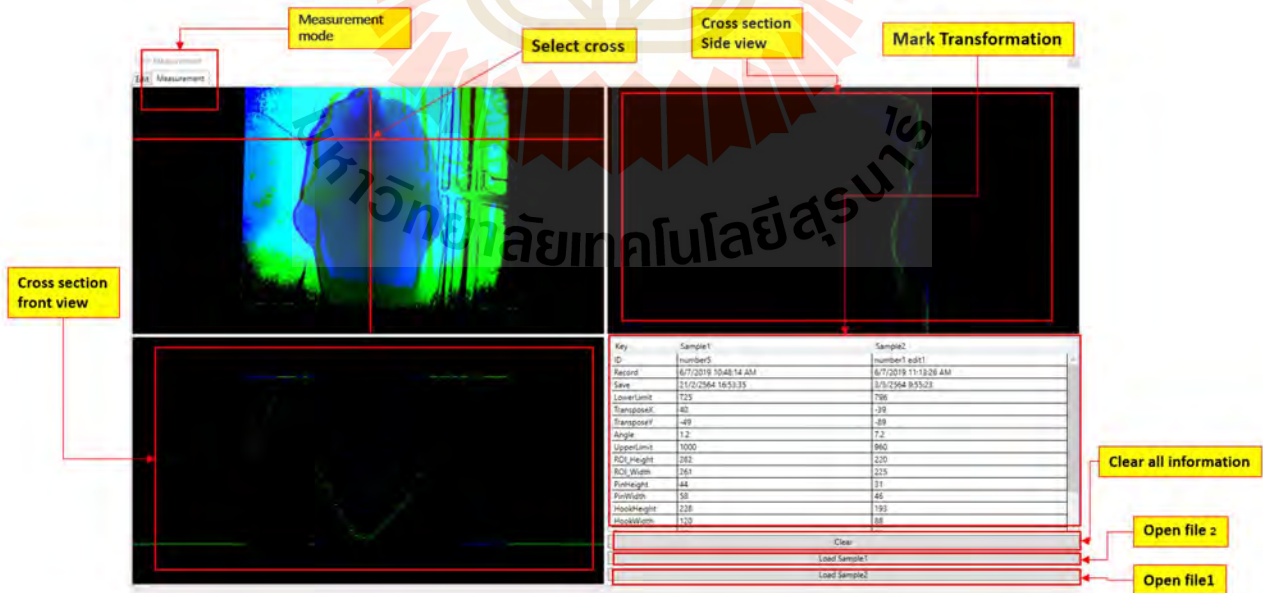 Measurement
mode
Select cross
Cross section
Side view
Mark Transformation
Measurement
Edit Measurement
มหาวิทยาลัยเทคโนโลยีสุรนารี
Cross section
front view
Key Sample1 Sample2
ID number5 number1 edit1
Record 6/7/2019 10:48:14 AM 6/7/2019 11:13:26 AM
Save 21/2/2564 16:53:35 3/3/2564 9:55:23
LowerLimit 725 796
TransposeX 40 -39
TransposeY -49 -89
Angle 1.2 7.2
UpperLimit 1000 960
ROI_Height 282 220
ROI_Width 261 225
PinHeight 44 31
PinWidth 58 46
HookHeight 228 193
HookWidth 120 88
Clear
Load Sample1
Load Sample2
Clear all information
Open file 2
Open file1